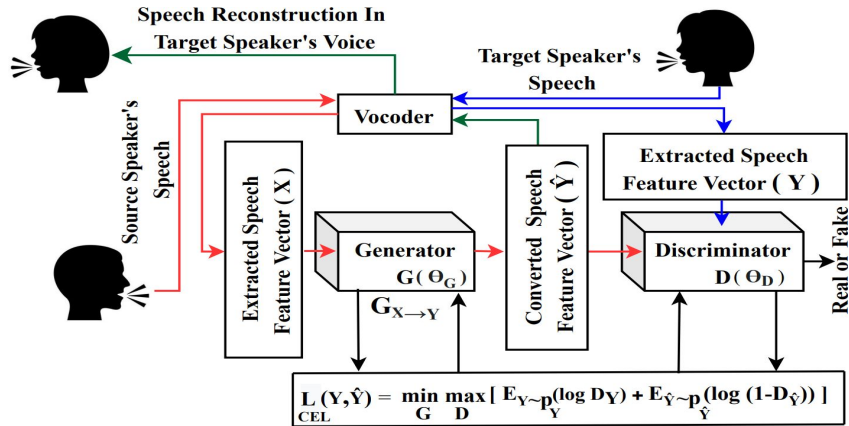 Speech Reconstruction In
Target Speaker's Voice
Target Speaker's
Speech
Source Speaker's
Speech
Vocoder
Extracted Speech
Feature Vector ( X )
Generator
G ( Θ_G )
G_X→Y
Converted Speech
Feature Vector ( Ŷ )
Extracted Speech
Feature Vector ( Y )
Discriminator
D ( Θ_D )
Real or Fake
L_CEL (Y,Ŷ) = min_G max_D [ E_Y~p_Y (log D_Y) + E_Ŷ~p_Ŷ (log (1-D_Ŷ)) ]